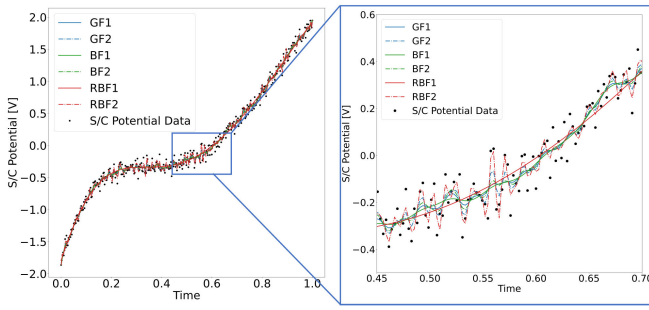 GF1
GF2
BF1
BF2
RBF1
RBF2
S/C Potential Data
S/C Potential [V]
2.0
1.5
1.0
0.5
0.0
−0.5
−1.0
−1.5
−2.0
0.0 0.2 0.4 0.6 0.8 1.0
Time
GF1
GF2
BF1
BF2
RBF1
RBF2
S/C Potential Data
S/C Potential [V]
0.6
0.4
0.2
0.0
−0.2
−0.4
0.45 0.50 0.55 0.60 0.65 0.70
Time